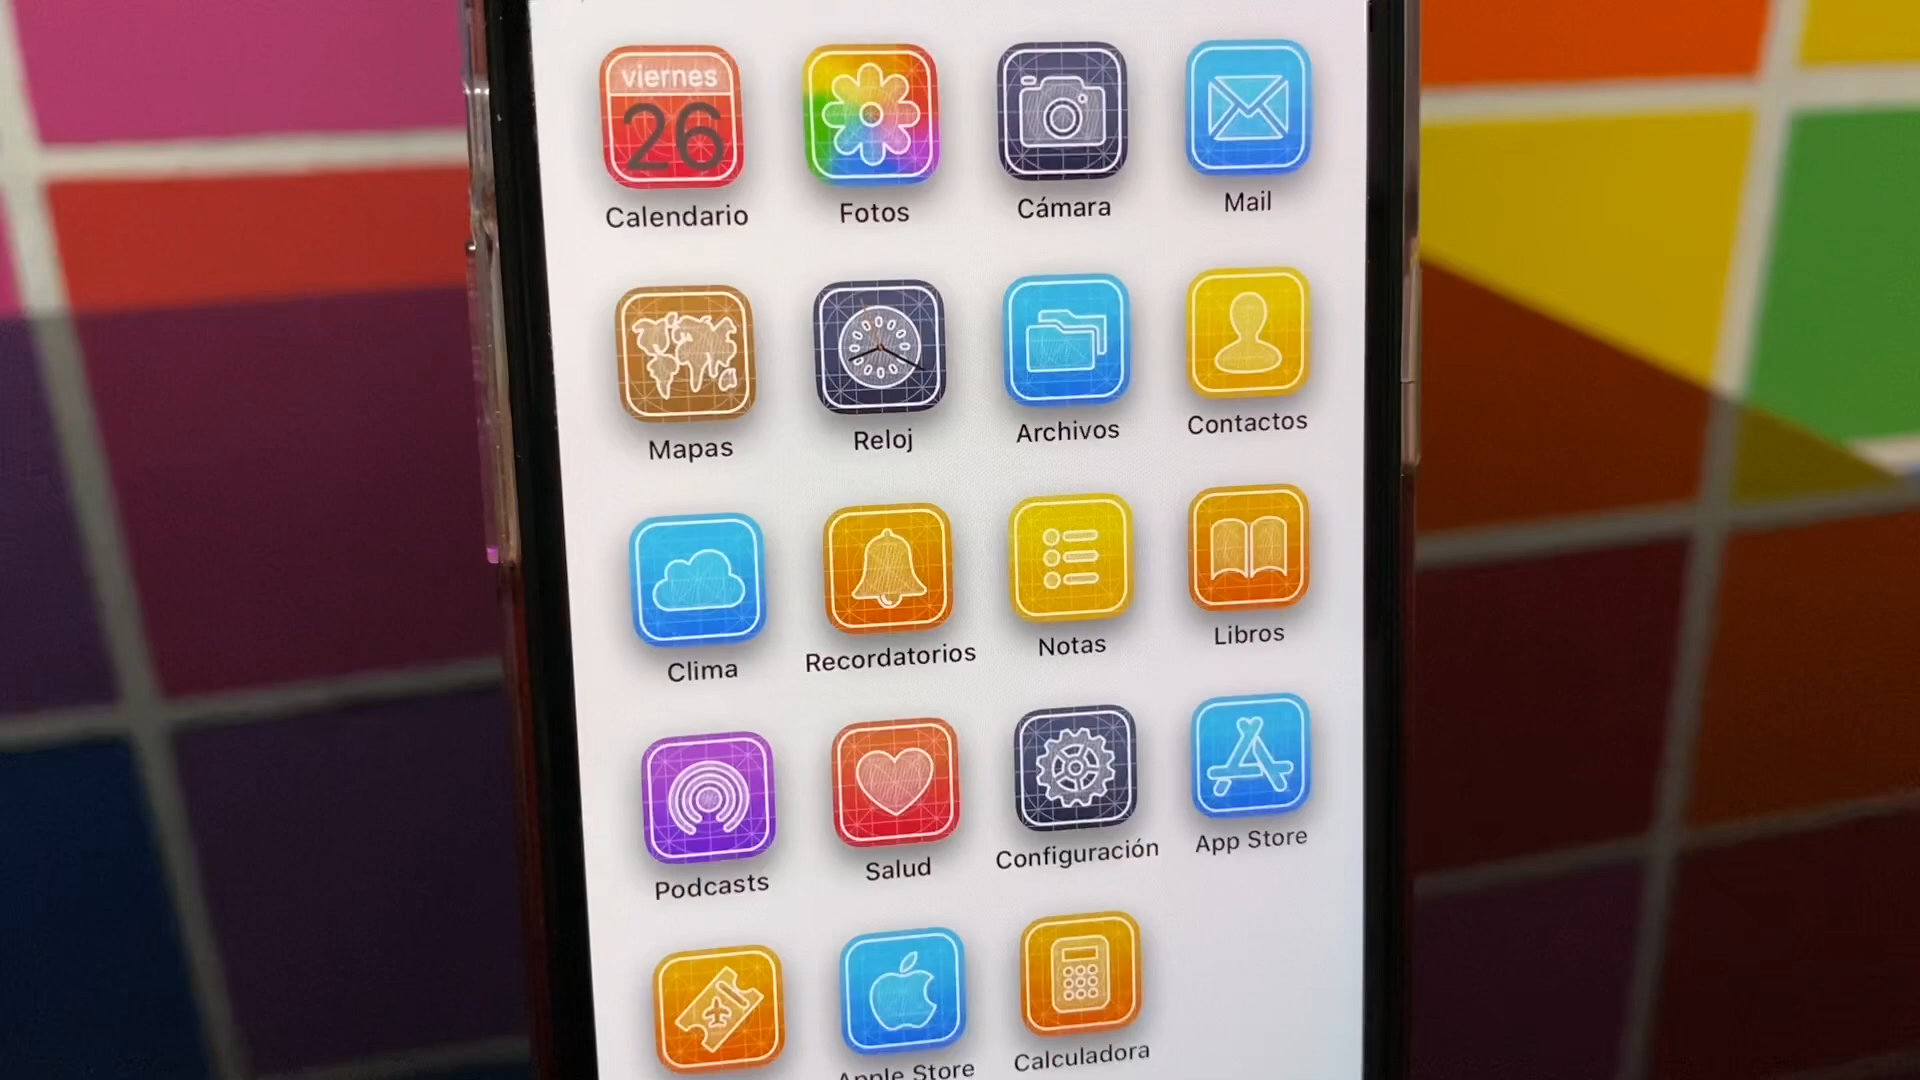 viernes
26
Calendario
Fotos
Cámara
Mail
Mapas
Reloj
Archivos
Contactos
Clima
Recordatorios
Notas
Libros
Podcasts
Salud
Configuración
App Store
Apple Store
Calculadora